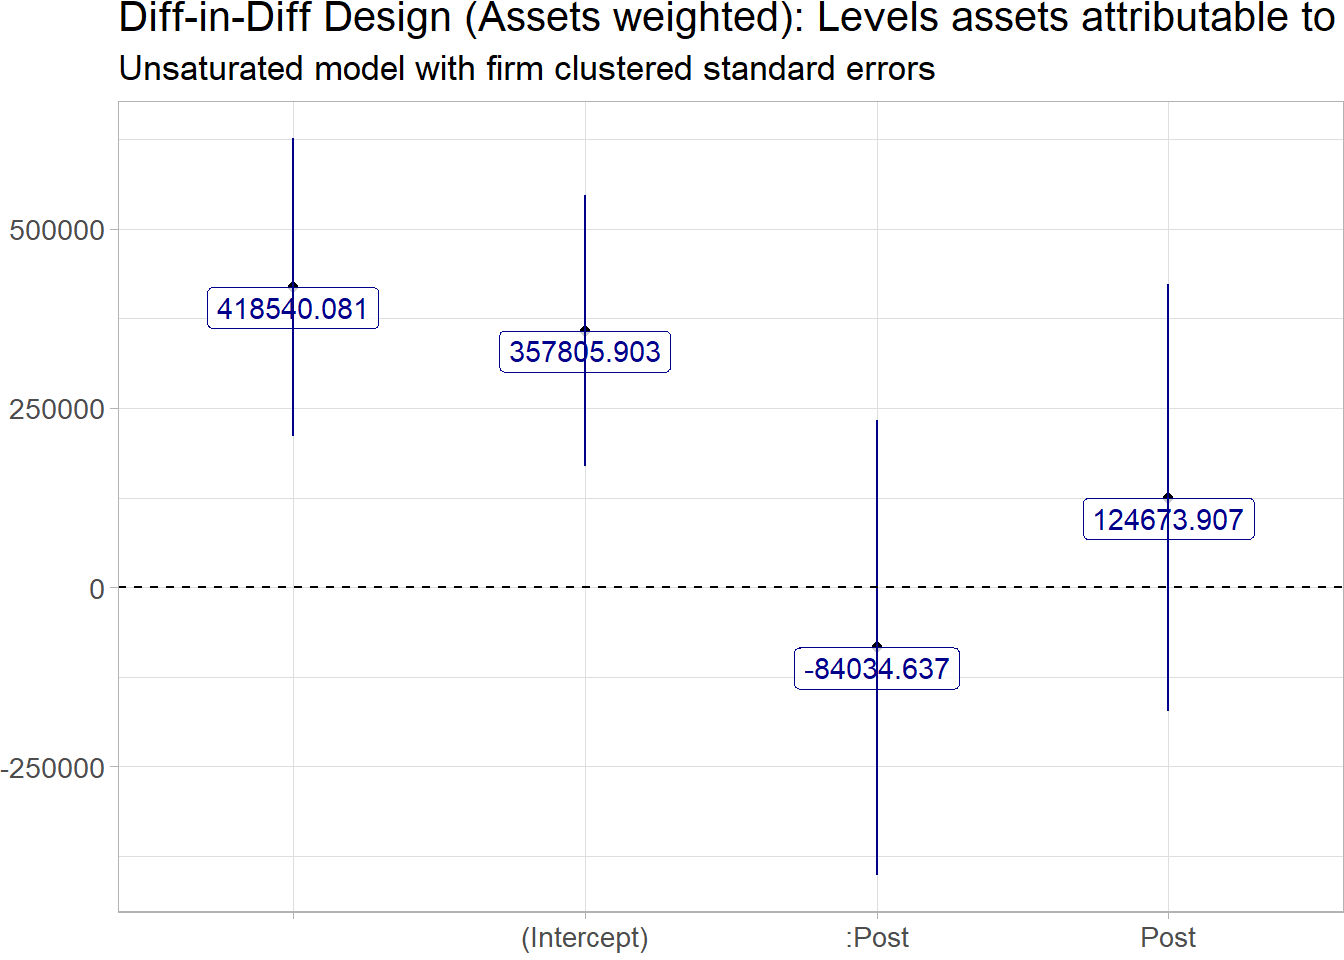 Diff-in-Diff Design (Assets weighted): Levels assets attributable to
Unsaturated model with firm clustered standard errors
500000
418540.081
357805.903
250000
124673.907
0
-84034.637
-250000
(Intercept)
:Post
Post